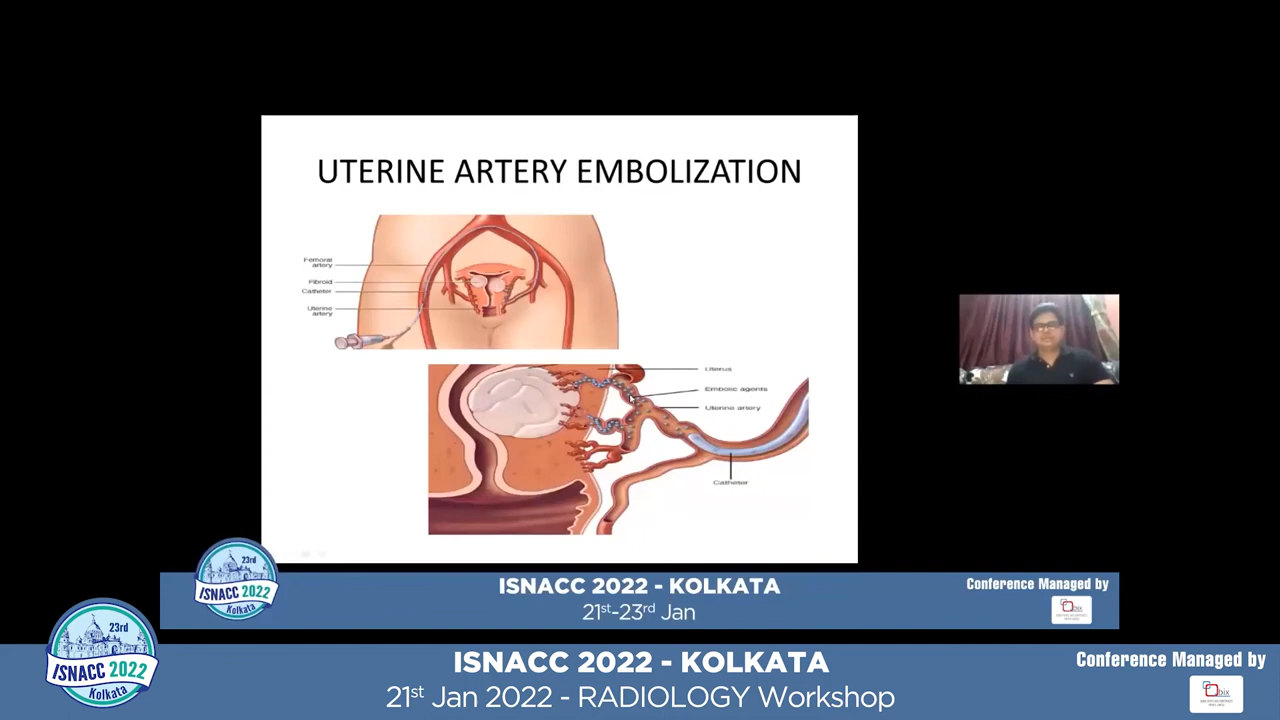 UTERINE ARTERY EMBOLIZATION
Femoral
artery
Fibroid
Catheter
Uterine
artery
Uterus
Embolic agents
Uterine artery
Catheter
23rd
ISNACC 2022
Kolkata
ISNACC 2022 - KOLKATA
21st-23rd Jan
Conference Managed by
23rd
ISNACC 2022
Kolkata
ISNACC 2022 - KOLKATA
21st Jan 2022 - RADIOLOGY Workshop
Conference Managed by